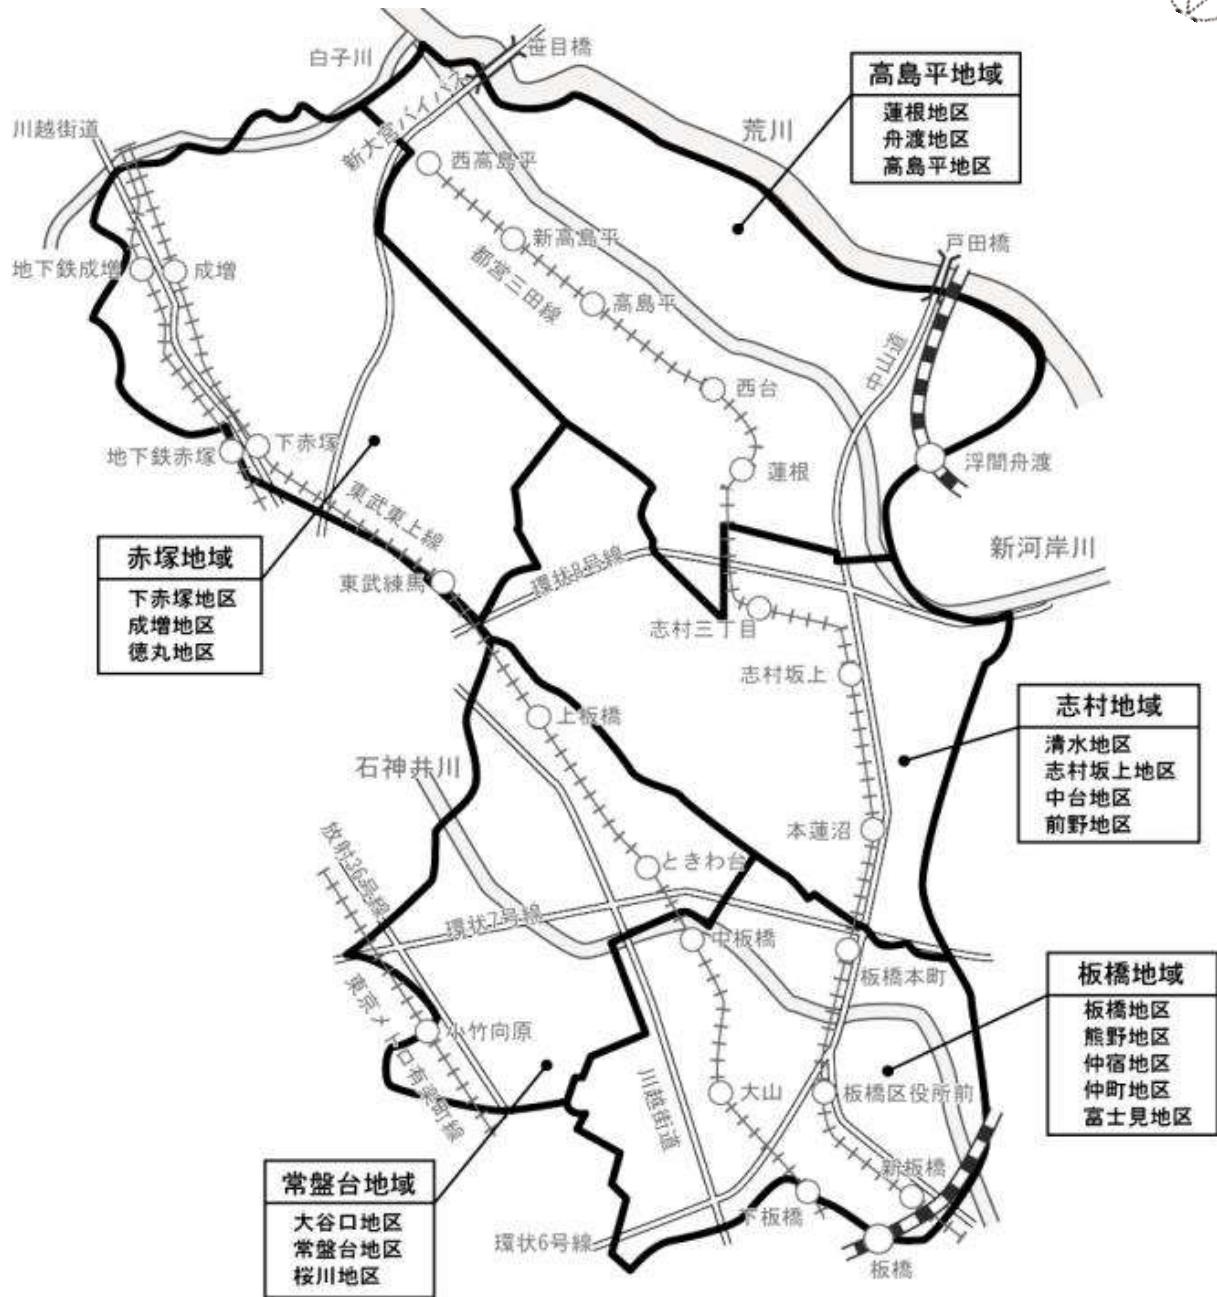 笹目橋
白子川
高島平地域
蓮根地区
舟渡地区
高島平地区
川越街道
新大宮バイパス
荒川
西高島平
戸田橋
新高島平
地下鉄成増
成増
都営三田線
高島平
中山道
西台
下赤塚
地下鉄赤塚
蓮根
浮間舟渡
東武東上線
新河岸川
赤塚地域
下赤塚地区
成増地区
徳丸地区
東武練馬
環状8号線
志村三丁目
志村坂上
志村地域
清水地区
志村坂上地区
中台地区
前野地区
上板橋
石神井川
放射36号線
本蓮沼
ときわ台
環状7号線
中板橋
板橋本町
板橋地域
板橋地区
熊野地区
仲宿地区
仲町地区
富士見地区
東京メトロ有楽町線
小竹向原
川越街道
大山
板橋区役所前
常盤台地域
大谷口地区
常盤台地区
桜川地区
新板橋
下板橋
環状6号線
板橋